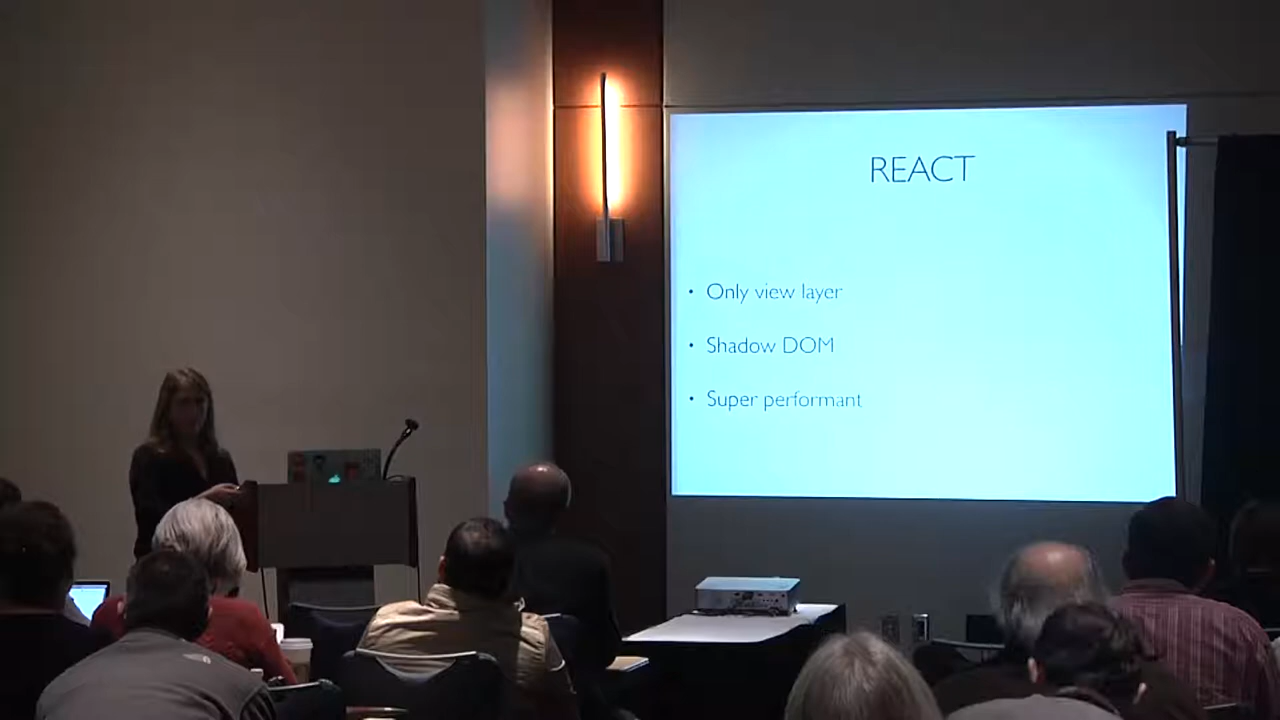 REACT
• Only view layer
• Shadow DOM
• Super performant